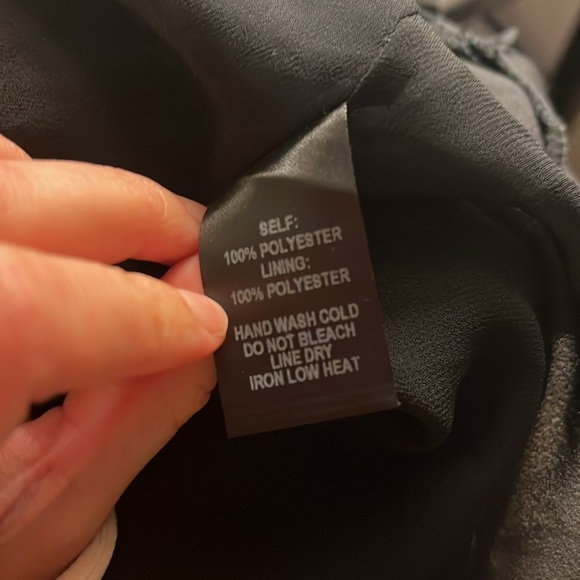 SELF:
100% POLYESTER
LINING:
100% POLYESTER
HAND WASH COLD
DO NOT BLEACH
LINE DRY
IRON LOW HEAT